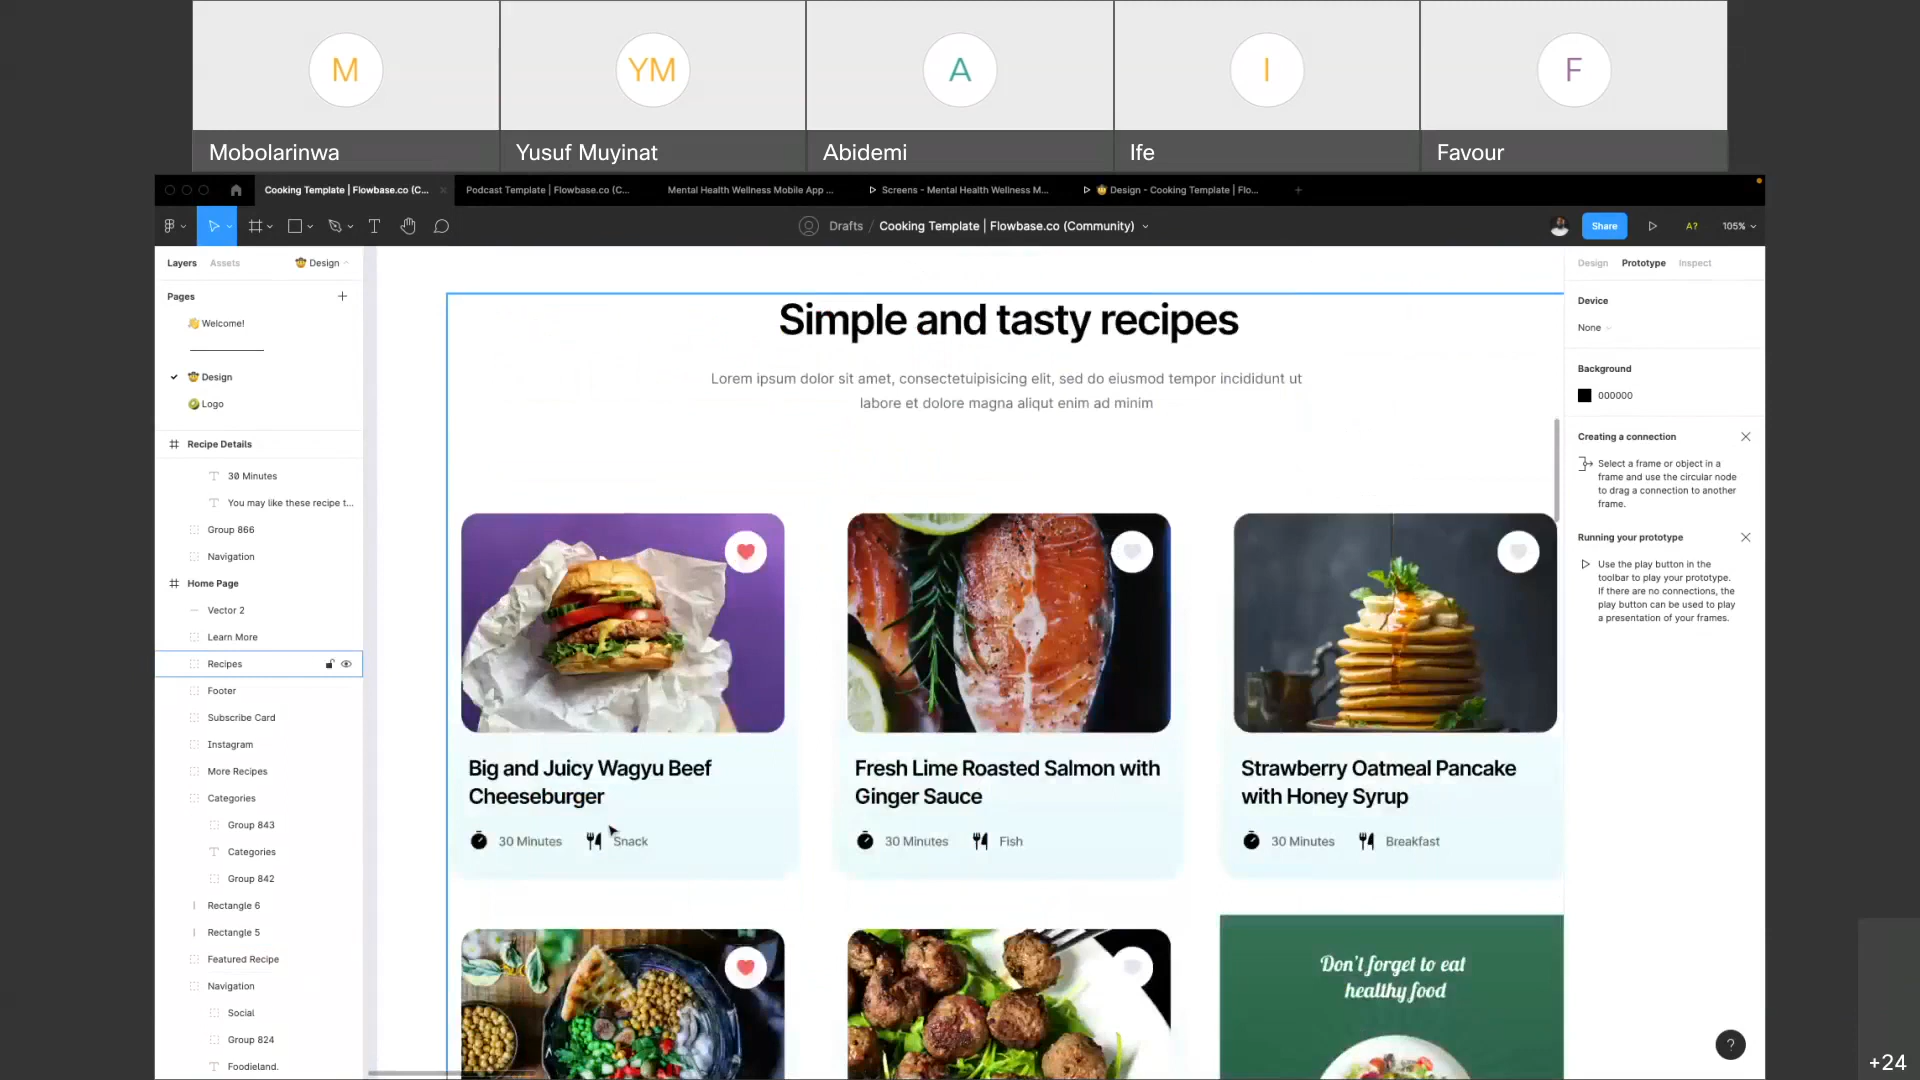 M
YM
A
I
F
Mobolarinwa
Yusuf Muyinat
Abidemi
Ife
Favour
Cooking Template | Flowbase.co (C...
Podcast Template | Flowbase.co (C...
Mental Health Wellness Mobile App ...
Screens - Mental Health Wellness M...
Design - Cooking Template | Flo...
Drafts / Cooking Template | Flowbase.co (Community)
Share
A?
105%
Layers
Assets
Design
Pages
Welcome!
Design
Logo
Recipe Details
30 Minutes
You may like these recipe t...
Group 866
Navigation
Home Page
Vector 2
Learn More
Recipes
Footer
Subscribe Card
Instagram
More Recipes
Categories
Group 843
Categories
Group 842
Rectangle 6
Rectangle 5
Featured Recipe
Navigation
Social
Group 824
Foodieland.
Simple and tasty recipes
Lorem ipsum dolor sit amet, consectetuipisicing elit, sed do eiusmod tempor incididunt ut
labore et dolore magna aliqut enim ad minim
Big and Juicy Wagyu Beef
Cheeseburger
30 Minutes
Snack
Fresh Lime Roasted Salmon with
Ginger Sauce
30 Minutes
Fish
Strawberry Oatmeal Pancake
with Honey Syrup
30 Minutes
Breakfast
Don't forget to eat
healthy food
Design
Prototype
Inspect
Device
None
Background
000000
Creating a connection
Select a frame or object in a
frame and use the circular node
to drag a connection to another
frame.
Running your prototype
Use the play button in the
toolbar to play your prototype.
If there are no connections, the
play button can be used to play
a presentation of your frames.
?
+24